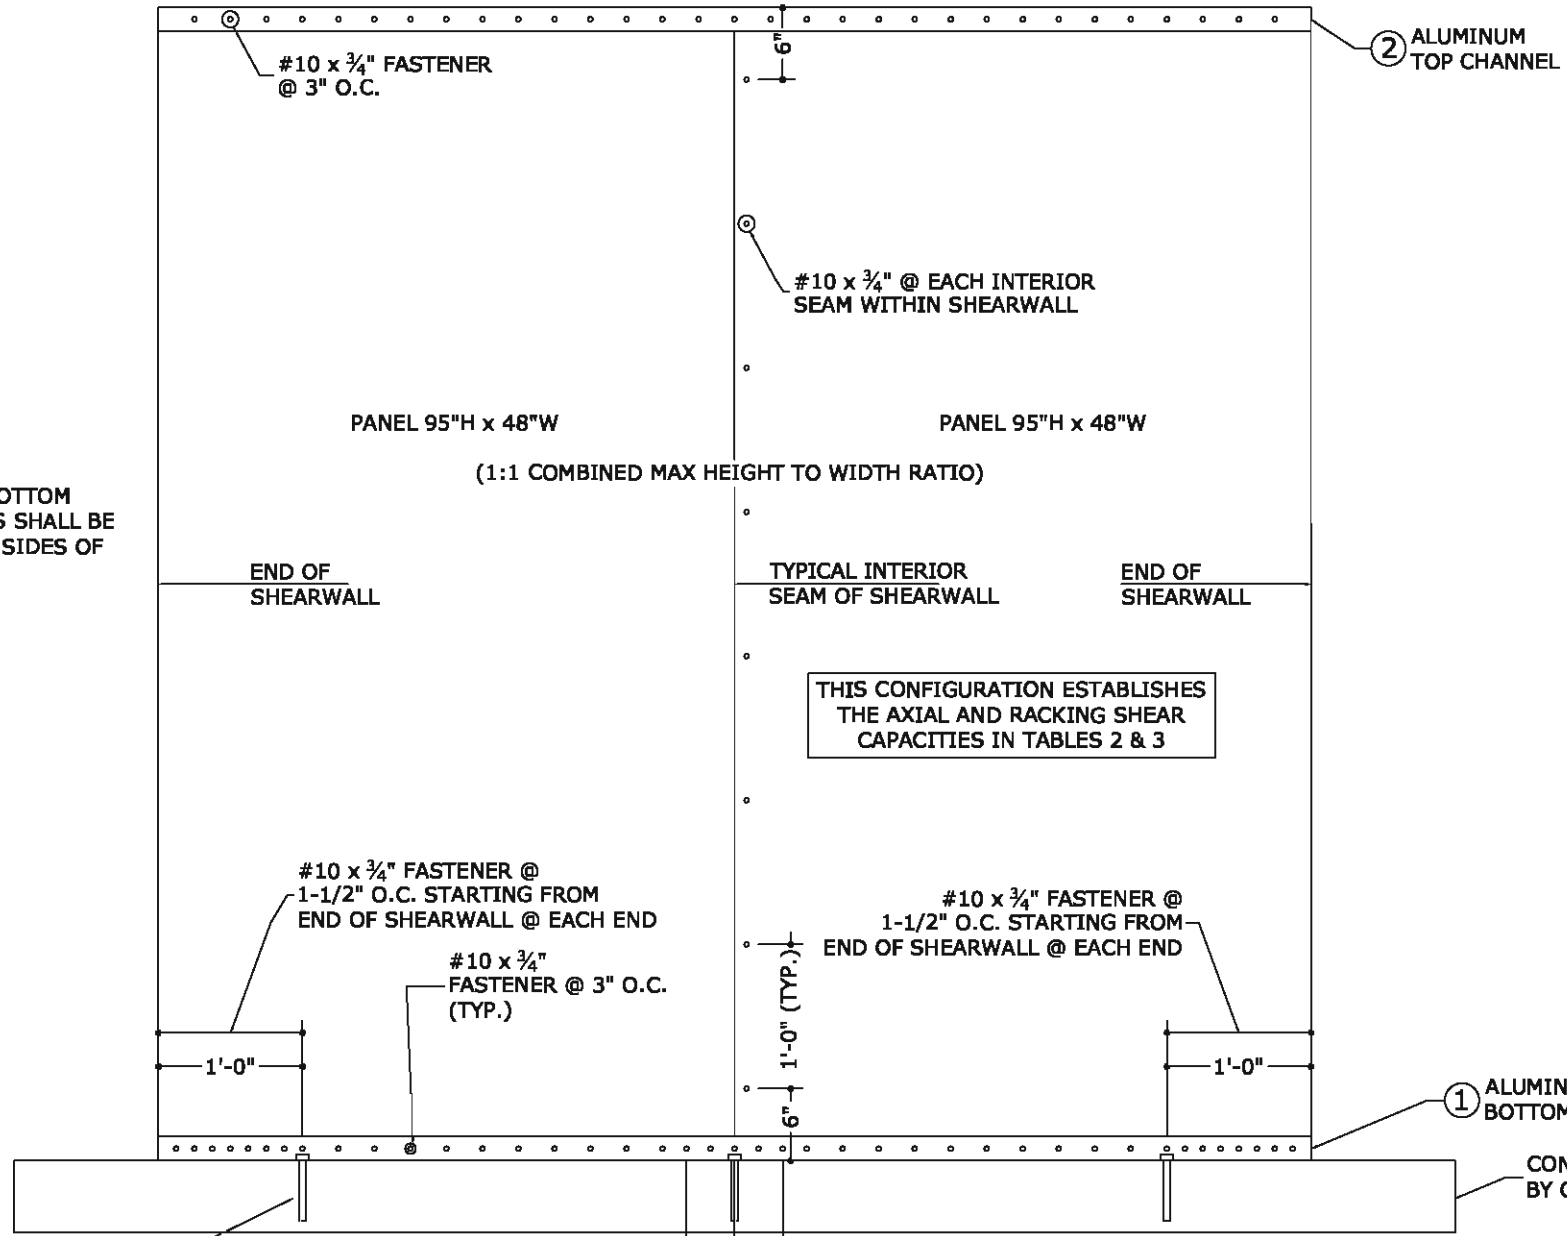 #10 x ¾" FASTENER
@ 3" O.C.
6"
2
ALUMINUM
TOP CHANNEL
#10 x ¾" @ EACH INTERIOR
SEAM WITHIN SHEARWALL
PANEL 95"H x 48"W
PANEL 95"H x 48"W
(1:1 COMBINED MAX HEIGHT TO WIDTH RATIO)
SHALL BE
SIDES OF
END OF
SHEARWALL
TYPICAL INTERIOR
SEAM OF SHEARWALL
END OF
SHEARWALL
THIS CONFIGURATION ESTABLISHES
THE AXIAL AND RACKING SHEAR
CAPACITIES IN TABLES 2 & 3
#10 x ¾" FASTENER @
1-1/2" O.C. STARTING FROM
END OF SHEARWALL @ EACH END
#10 x ¾" FASTENER @
1-1/2" O.C. STARTING FROM
END OF SHEARWALL @ EACH END
#10 x ¾"
FASTENER @ 3" O.C.
(TYP.)
1'-0" (TYP.)
1'-0"
1'-0"
6"
1
BY